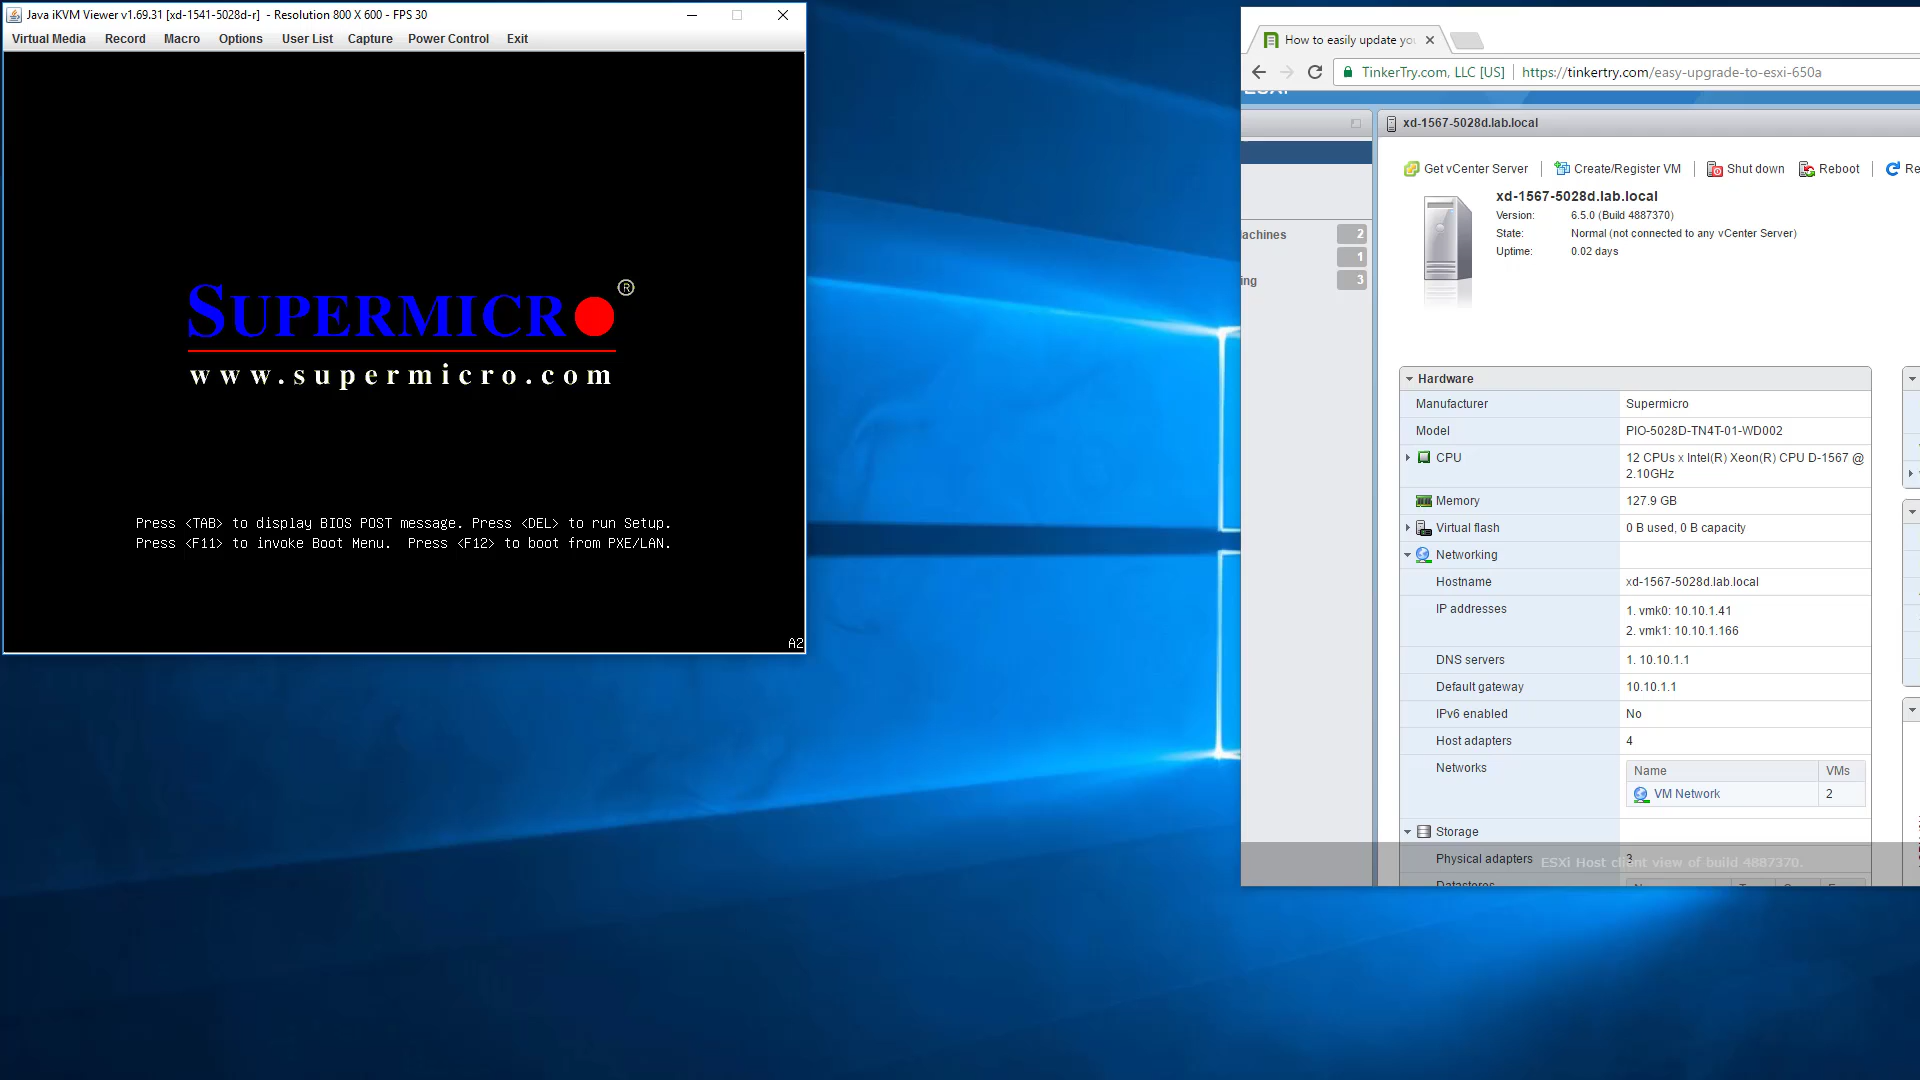 Java iKVM Viewer v1.69.31 [xd-1541-5028d-r] - Resolution 800 X 600 - FPS 30
Virtual Media Record Macro Options User List Capture Power Control Exit
SUPERMICRO ®
www.supermicro.com
Press <TAB> to display BIOS POST message. Press <DEL> to run Setup.
Press <F11> to invoke Boot Menu. Press <F12> to boot from PXE/LAN.
A2
How to easily update yo
TinkerTry.com, LLC [US] https://tinkertry.com/easy-upgrade-to-esxi-650a
xd-1567-5028d.lab.local
Get vCenter Server Create/Register VM Shut down Reboot Re
xd-1567-5028d.lab.local
Version: 6.5.0 (Build 4887370)
State: Normal (not connected to any vCenter Server)
Uptime: 0.02 days
achines 2
1
ing 3
Hardware
Manufacturer Supermicro
Model PIO-5028D-TN4T-01-WD002
CPU 12 CPUs x Intel(R) Xeon(R) CPU D-1567 @
2.10GHz
Memory 127.9 GB
Virtual flash 0 B used, 0 B capacity
Networking
Hostname xd-1567-5028d.lab.local
IP addresses 1. vmk0: 10.10.1.41
2. vmk1: 10.10.1.166
DNS servers 1. 10.10.1.1
Default gateway 10.10.1.1
IPv6 enabled No
Host adapters 4
Networks Name VMs
VM Network 2
Storage
Physical adapters 3
ESXi Host client view of build 4887370.